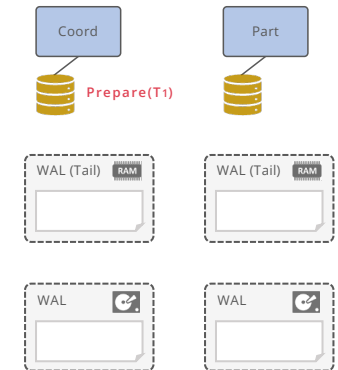 Coord
Part
Prepare(T1)
WAL (Tail) RAM
WAL (Tail) RAM
WAL
WAL